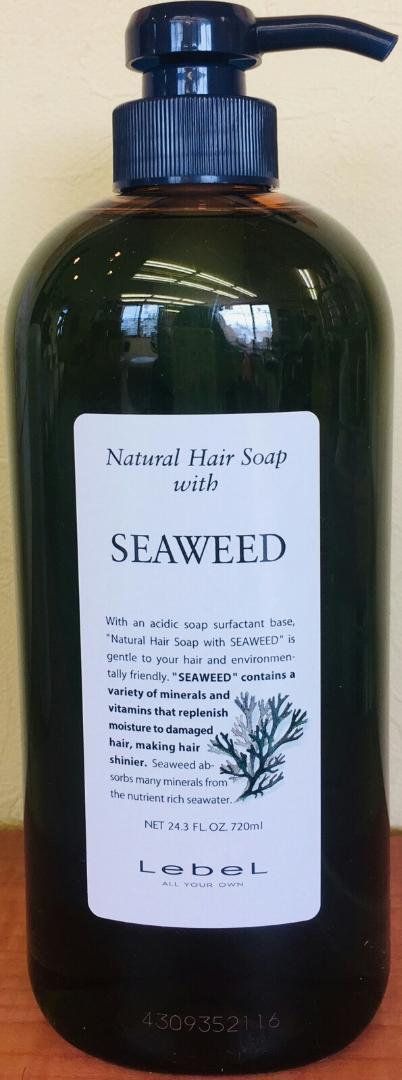 Natural Hair Soap
with
SEAWEED
With an acidic soap surfactant base,
"Natural Hair Soap with SEAWEED" is
gentle to your hair and environmen-
tally friendly. "SEAWEED" contains a
variety of minerals and
vitamins that replenish
moisture to damaged
hair, making hair
shinier. Seaweed ab-
sorbs many minerals from
the nutrient rich seawater.
NET 24.3 FL.OZ. 720ml
LebeL
ALL YOUR OWN
4309352116